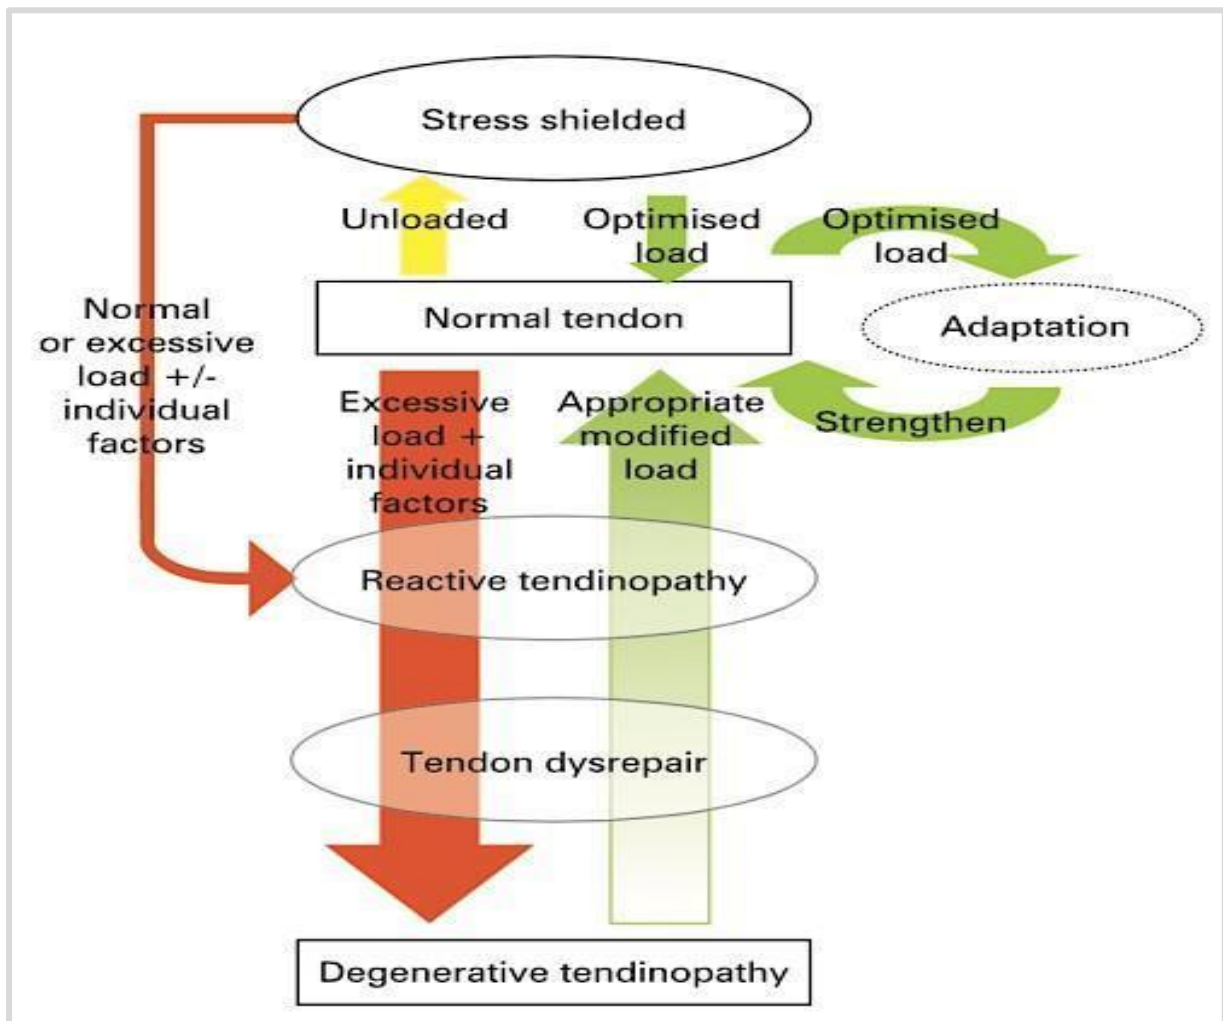 Stress shielded
Unloaded
Optimised
load
Optimised
load
Normal
or excessive
load +/-
individual
factors
Normal tendon
Adaptation
Excessive
load +
individual
factors
Appropriate
modified
load
Strengthen
Reactive tendinopathy
Tendon dysrepair
Degenerative tendinopathy